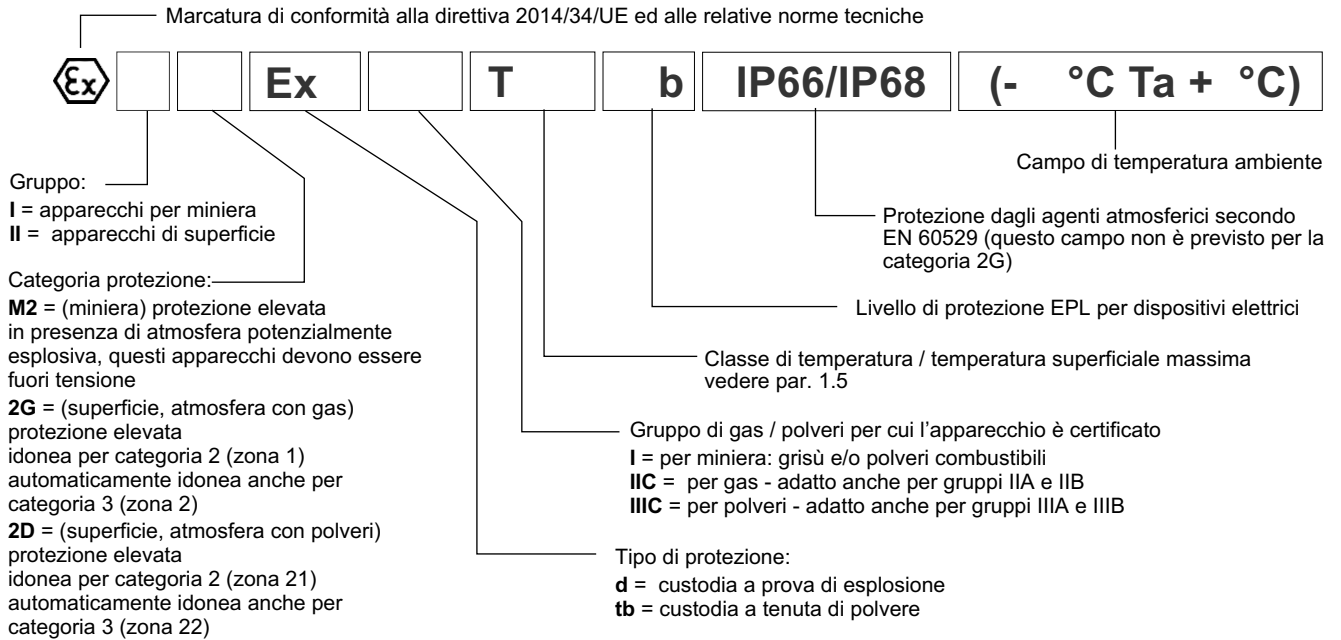 Marcatura di conformità alla direttiva 2014/34/UE ed alle relative norme tecniche
Ex Ex T b IP66/IP68 (- °C Ta + °C)
Campo di temperatura ambiente
Gruppo:
I = apparecchi per miniera
II = apparecchi di superficie
Protezione dagli agenti atmosferici secondo
EN 60529 (questo campo non è previsto per la
categoria 2G)
Categoria protezione:
M2 = (miniera) protezione elevata
in presenza di atmosfera potenzialmente
esplosiva, questi apparecchi devono essere
fuori tensione
2G = (superficie, atmosfera con gas)
protezione elevata
idonea per categoria 2 (zona 1)
automaticamente idonea anche per
categoria 3 (zona 2)
2D = (superficie, atmosfera con polveri)
protezione elevata
idonea per categoria 2 (zona 21)
automaticamente idonea anche per
categoria 3 (zona 22)
Livello di protezione EPL per dispositivi elettrici
Classe di temperatura / temperatura superficiale massima
vedere par. 1.5
Gruppo di gas / polveri per cui l'apparecchio è certificato
I = per miniera: grisù e/o polveri combustibili
IIC = per gas - adatto anche per gruppi IIA e IIB
IIIC = per polveri - adatto anche per gruppi IIIA e IIIB
Tipo di protezione:
d = custodia a prova di esplosione
tb = custodia a tenuta di polvere